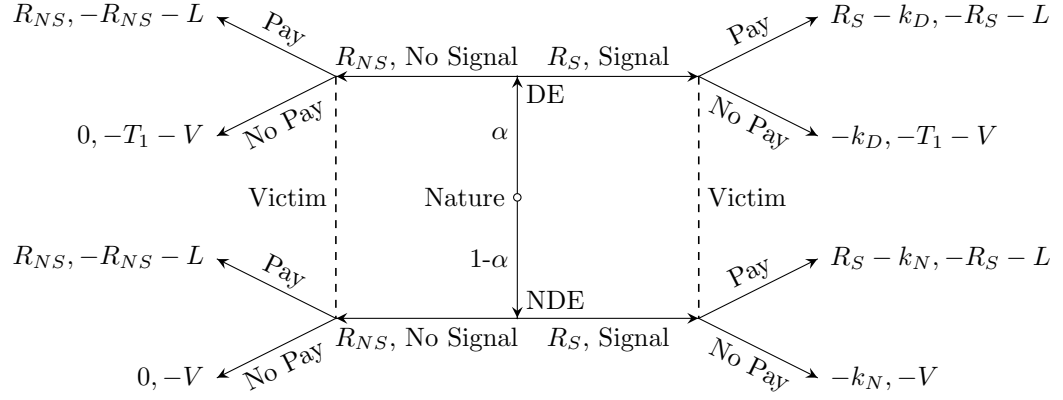 R_{NS}, −R_{NS} − L
Pay
R_{NS}, No Signal
R_S, Signal
Pay
R_S − k_D, −R_S − L
DE
No Pay
0, −T_1 − V
α
No Pay
−k_D, −T_1 − V
Victim
Nature
Victim
R_{NS}, −R_{NS} − L
Pay
1-α
Pay
R_S − k_N, −R_S − L
NDE
R_{NS}, No Signal
R_S, Signal
No Pay
0, −V
No Pay
−k_N, −V